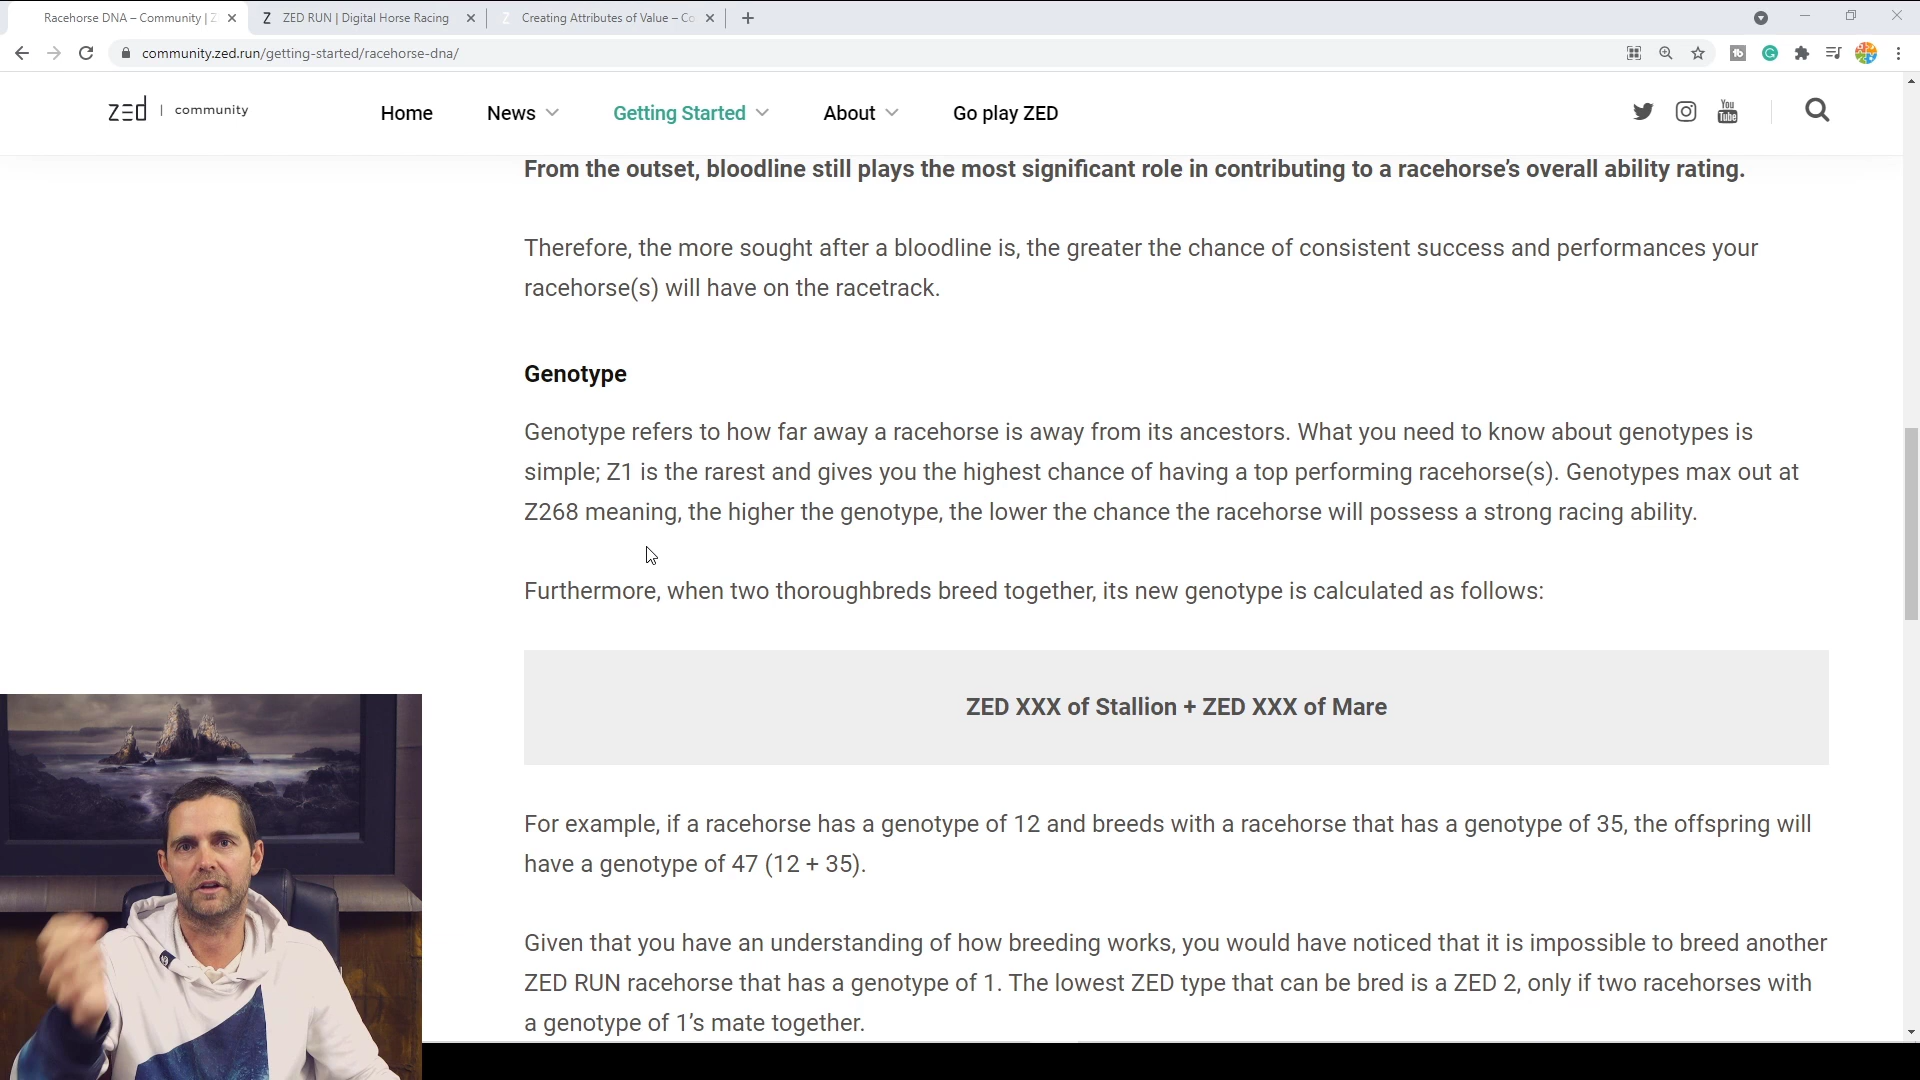 Racehorse DNA – Community | Z
ZED RUN | Digital Horse Racing
Creating Attributes of Value – Co
community.zed.run/getting-started/racehorse-dna/
zed | community
Home
News
Getting Started
About
Go play ZED
You
Tube
From the outset, bloodline still plays the most significant role in contributing to a racehorse’s overall ability rating.
Therefore, the more sought after a bloodline is, the greater the chance of consistent success and performances your
racehorse(s) will have on the racetrack.
Genotype
Genotype refers to how far away a racehorse is away from its ancestors. What you need to know about genotypes is
simple; Z1 is the rarest and gives you the highest chance of having a top performing racehorse(s). Genotypes max out at
Z268 meaning, the higher the genotype, the lower the chance the racehorse will possess a strong racing ability.
Furthermore, when two thoroughbreds breed together, its new genotype is calculated as follows:
ZED XXX of Stallion + ZED XXX of Mare
For example, if a racehorse has a genotype of 12 and breeds with a racehorse that has a genotype of 35, the offspring will
have a genotype of 47 (12 + 35).
Given that you have an understanding of how breeding works, you would have noticed that it is impossible to breed another
ZED RUN racehorse that has a genotype of 1. The lowest ZED type that can be bred is a ZED 2, only if two racehorses with
a genotype of 1’s mate together.